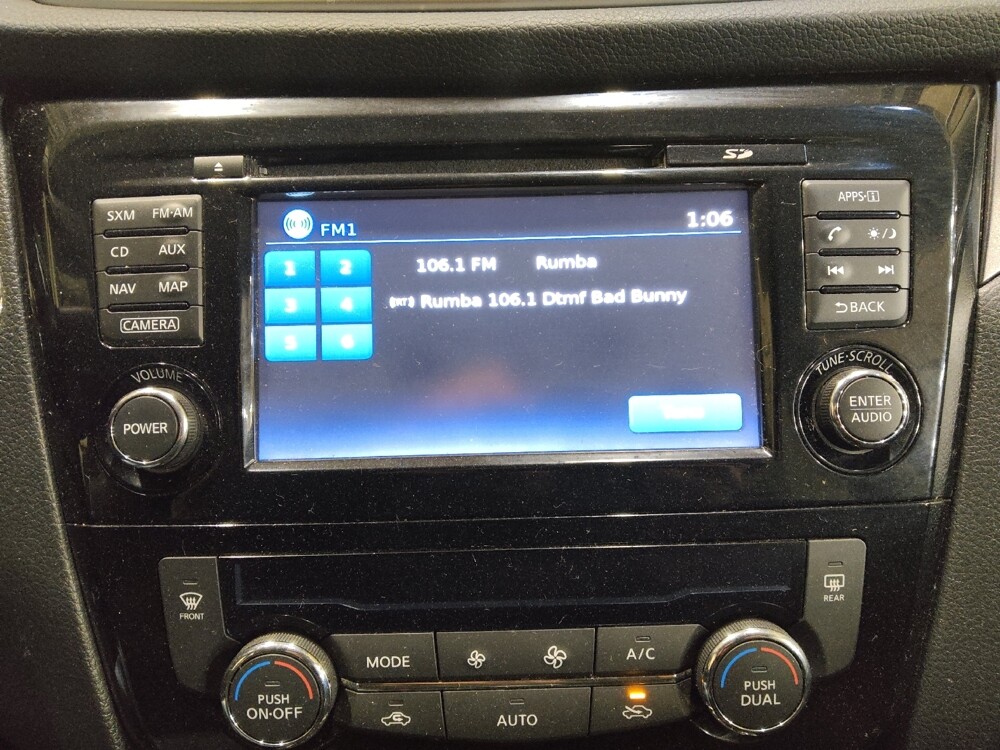 SD
SXM FM·AM
CD AUX
NAV MAP
CAMERA
VOLUME
POWER
FM1
1:06
1 2
3 4
5 6
106.1 FM Rumba
(TXT) Rumba 106.1 Dtmf Bad Bunny
APPS·i
BACK
TUNE·SCROLL
ENTER
AUDIO
FRONT
REAR
PUSH
ON·OFF
MODE
A/C
AUTO
PUSH
DUAL